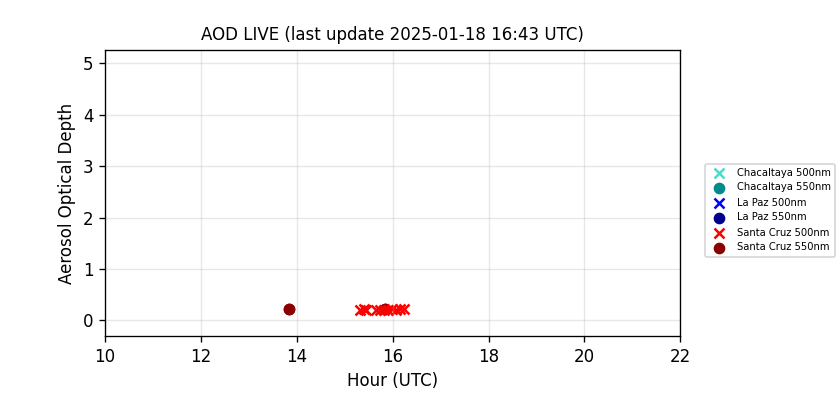 AOD LIVE (last update 2025-01-18 16:43 UTC)
5
4
3
2
1
0
Aerosol Optical Depth
10 12 14 16 18 20 22
Hour (UTC)
Chacaltaya 500nm
Chacaltaya 550nm
La Paz 500nm
La Paz 550nm
Santa Cruz 500nm
Santa Cruz 550nm